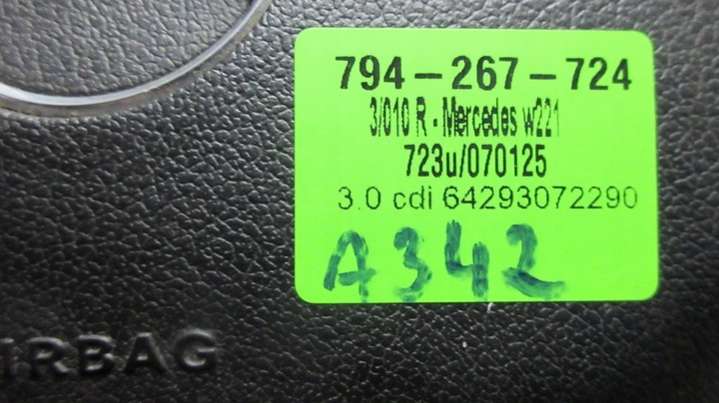 794-267-724
3/010 R - Mercedes w221
723u/070125
3.0 cdi 64293072290
A342
IRBAG